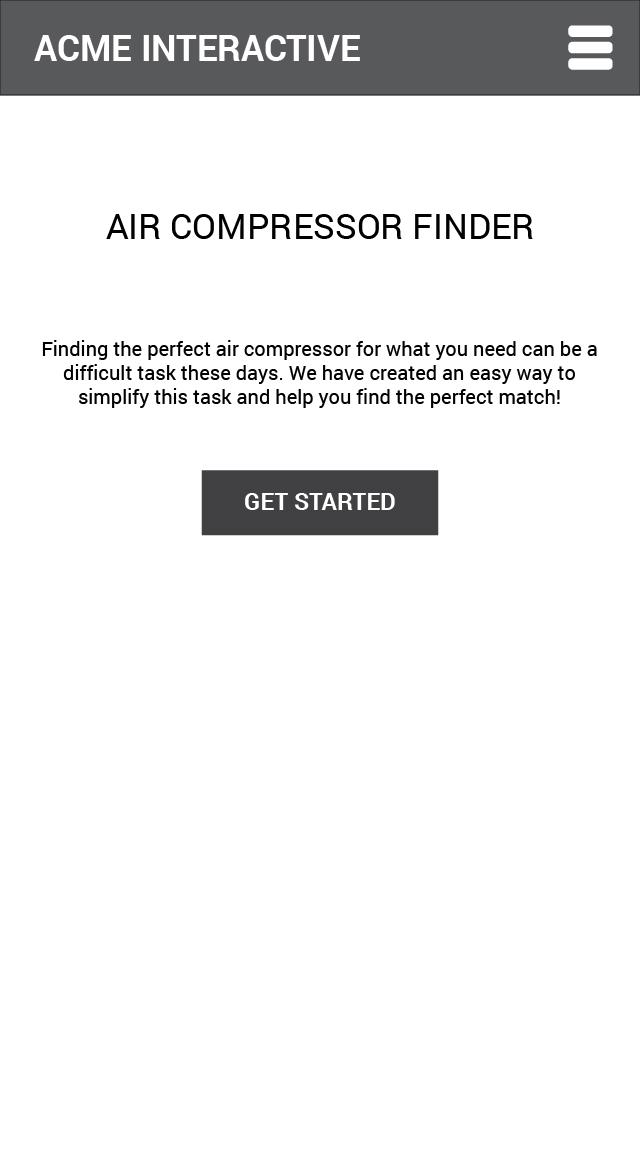 ACME INTERACTIVE
AIR COMPRESSOR FINDER
Finding the perfect air compressor for what you need can be a
difficult task these days. We have created an easy way to
simplify this task and help you find the perfect match!
GET STARTED